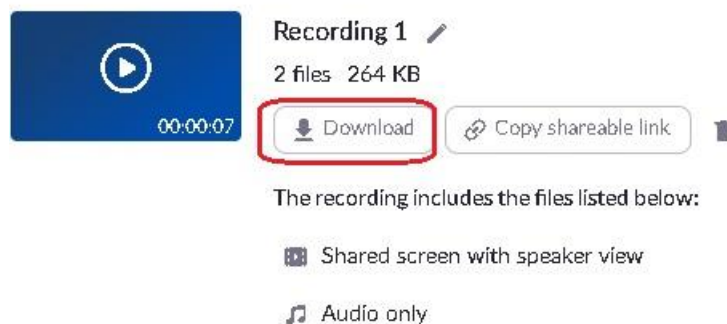 Recording 1
2 files 264 KB
00:00:07
Download Copy shareable link
The recording includes the files listed below:
Shared screen with speaker view
Audio only